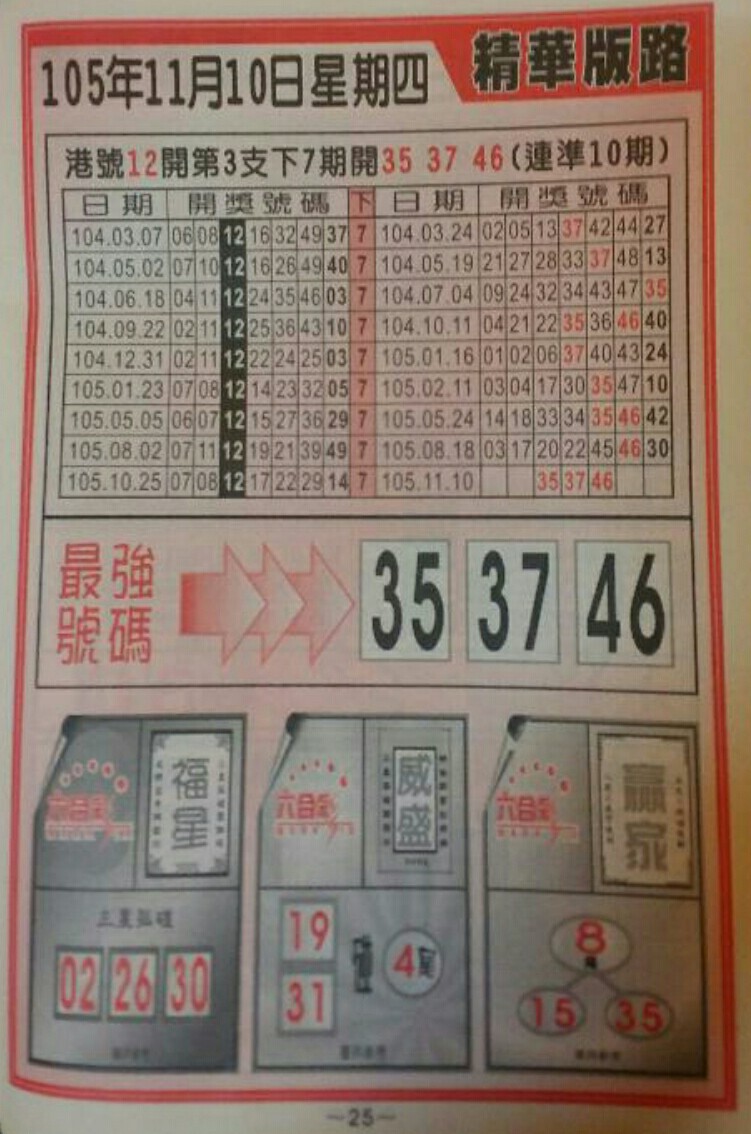 精華版路
105年11月10日星期四
港號12開第3支下7期開35 37 46(連準10期)
日期 開獎號碼 下 日期 開獎號碼
104.03.07 06 08 12 16 32 49 37 7 104.03.24 02 05 13 37 42 44 27
104.05.02 07 10 12 16 26 49 40 7 104.05.19 21 27 28 33 37 48 13
104.06.18 04 11 12 24 35 46 03 7 104.07.04 09 24 32 34 43 47 35
104.09.22 02 11 12 25 36 43 10 7 104.10.11 04 21 22 35 36 46 40
104.12.31 02 11 12 22 24 25 03 7 105.01.16 01 02 06 37 40 43 24
105.01.23 07 08 12 14 23 32 05 7 105.02.11 03 04 17 30 35 47 10
105.05.05 06 07 12 15 27 36 29 7 105.05.24 14 18 33 34 35 46 42
105.08.02 07 11 12 19 21 39 49 7 105.08.18 03 17 20 22 45 46 30
105.10.25 07 08 12 17 22 29 14 7 105.11.10 35 37 46
最強
號碼
35 37 46
六合彩 福星
六合彩 威盛
六合彩 贏家
02 26 30
19
31
碰
4尾
8
15 35
—25—